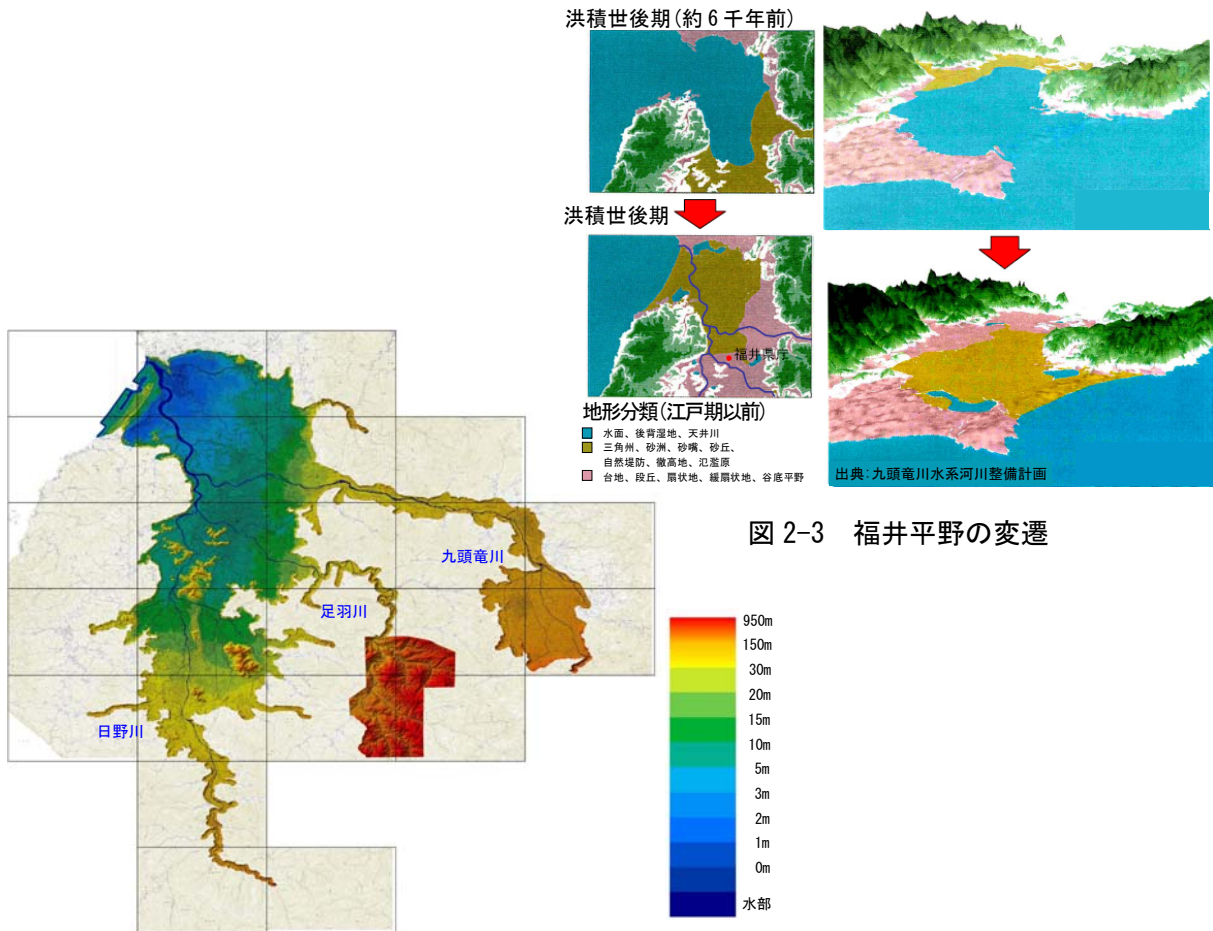 洪積世後期(約6千年前)
洪積世後期
福井県庁
地形分類(江戸期以前)
水面、後背湿地、天井川
三角州、砂洲、砂嘴、砂丘、
自然堤防、徹高地、氾濫原
台地、段丘、扇状地、緩扇状地、谷底平野
出典:九頭竜川水系河川整備計画
図 2-3 福井平野の変遷
九頭竜川
足羽川
日野川
950m
150m
30m
20m
15m
10m
5m
3m
2m
1m
0m
水部